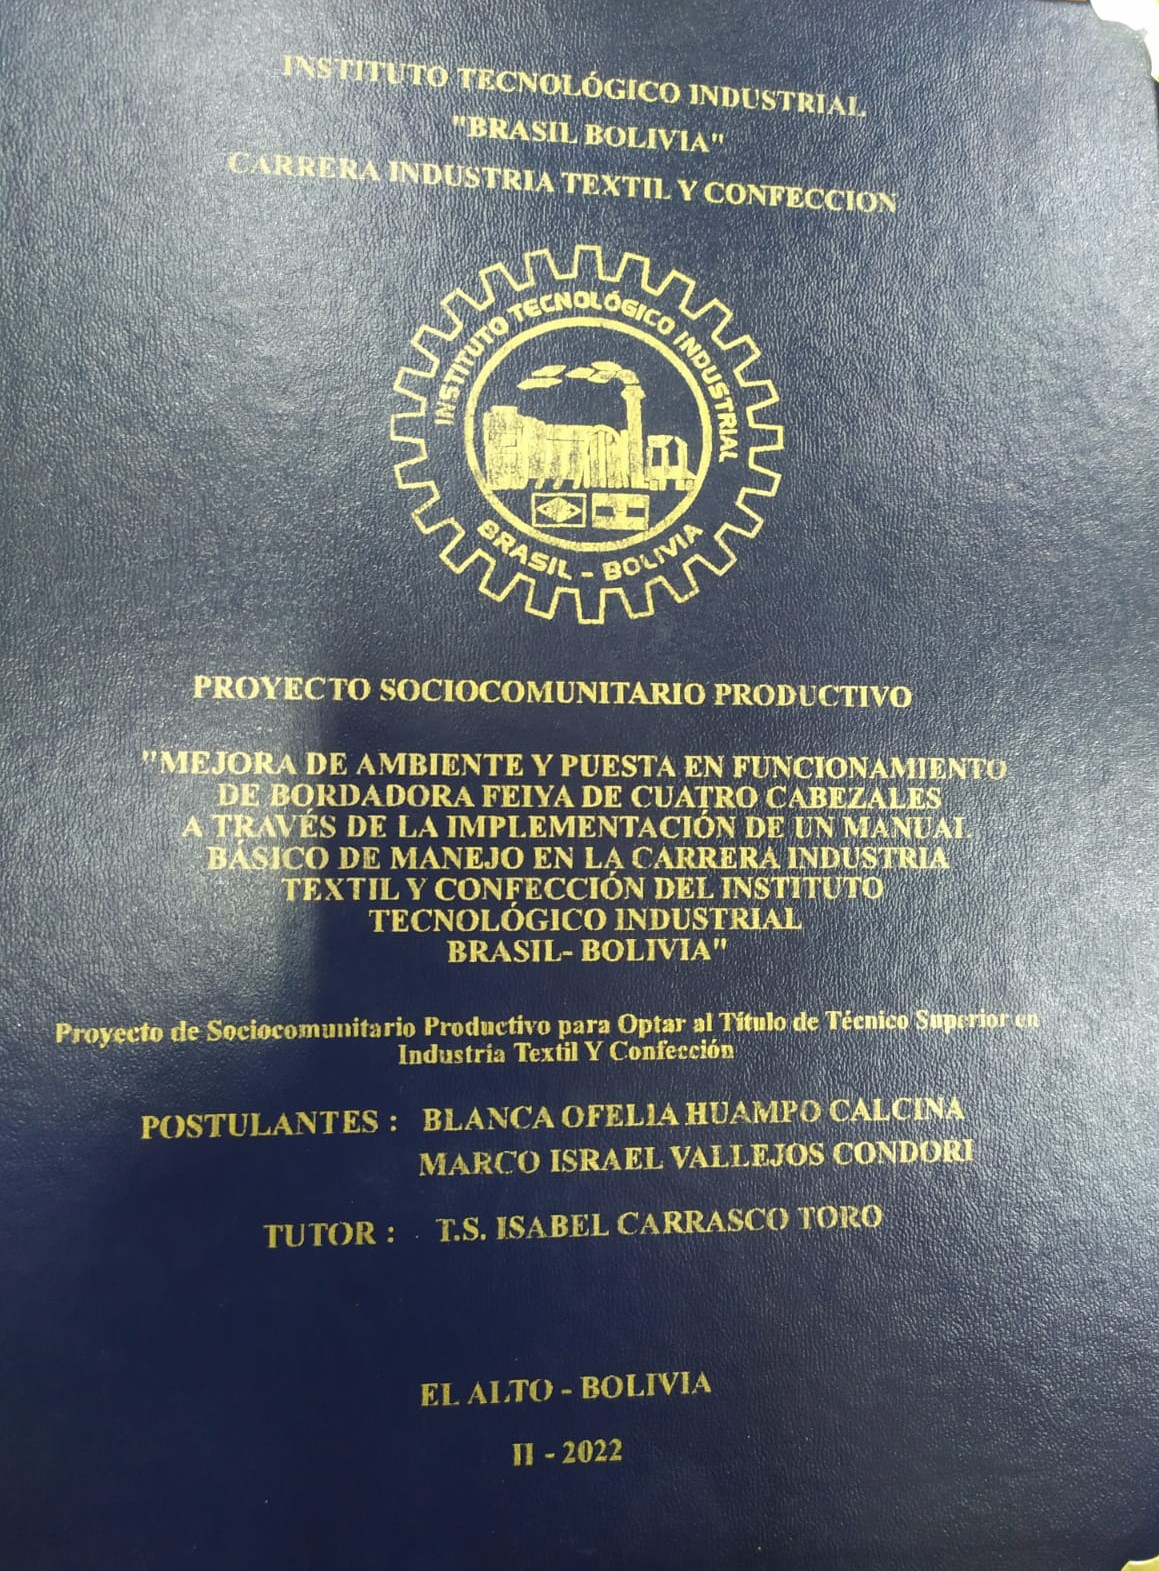 INSTITUTO TECNOLÓGICO INDUSTRIAL
"BRASIL BOLIVIA"
CARRERA INDUSTRIA TEXTIL Y CONFECCION
INSTITUTO TECNOLÓGICO INDUSTRIAL
BRASIL - BOLIVIA
PROYECTO SOCIOCOMUNITARIO PRODUCTIVO
"MEJORA DE AMBIENTE Y PUESTA EN FUNCIONAMIENTO
DE BORDADORA FEIYA DE CUATRO CABEZALES
A TRAVÉS DE LA IMPLEMENTACIÓN DE UN MANUAL
BÁSICO DE MANEJO EN LA CARRERA INDUSTRIA
TEXTIL Y CONFECCIÓN DEL INSTITUTO
TECNOLÓGICO INDUSTRIAL
BRASIL- BOLIVIA"
Proyecto de Sociocomunitario Productivo para Optar al Título de Técnico Superior en
Industria Textil Y Confección
POSTULANTES : BLANCA OFELIA HUAMPO CALCINA
MARCO ISRAEL VALLEJOS CONDORI
TUTOR : T.S. ISABEL CARRASCO TORO
EL ALTO - BOLIVIA
II - 2022